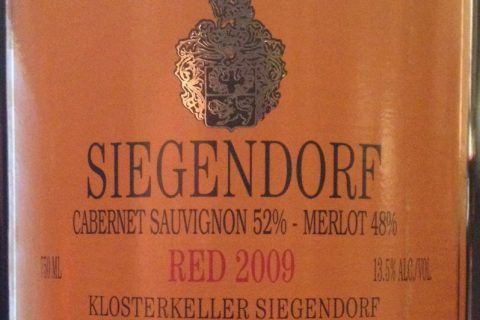 SIEGENDORF
CABERNET SAUVIGNON 52% - MERLOT 48%
RED 2009
750 ML 13.5% ALC./VOL.
KLOSTERKELLER SIEGENDORF